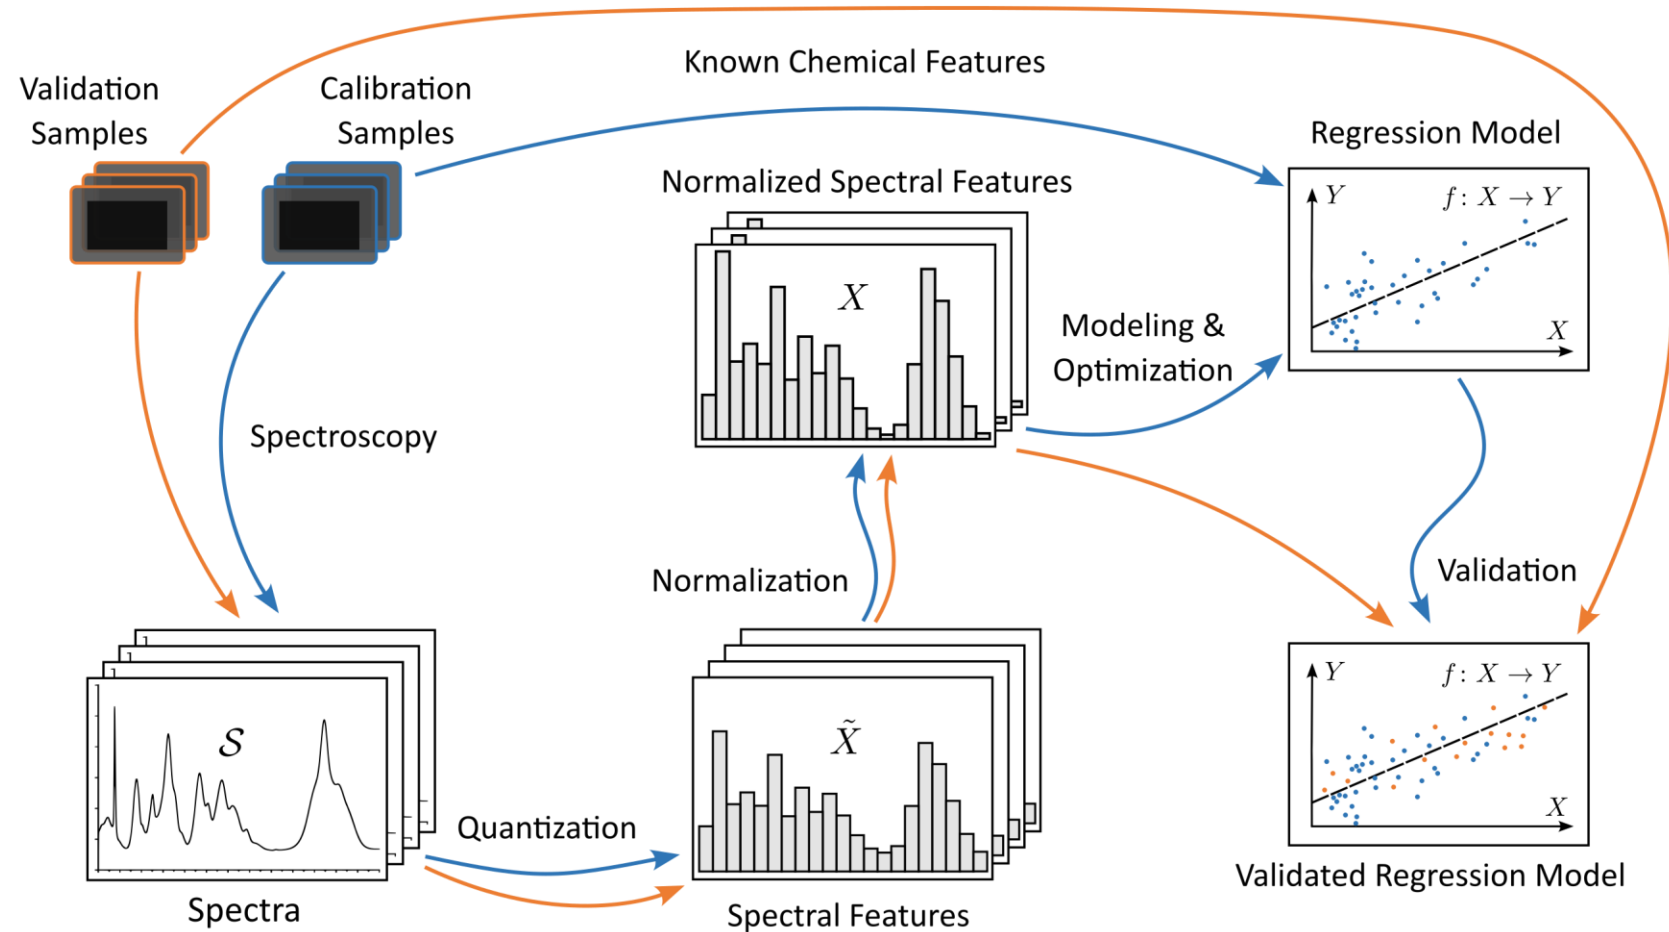 Known Chemical Features
Validation
Samples
Calibration
Samples
Regression Model
Normalized Spectral Features
Y
f: X → Y
X
X
Modeling &
Optimization
Spectroscopy
Normalization
Validation
S
X̃
Y
f: X → Y
X
Quantization
Spectra
Spectral Features
Validated Regression Model